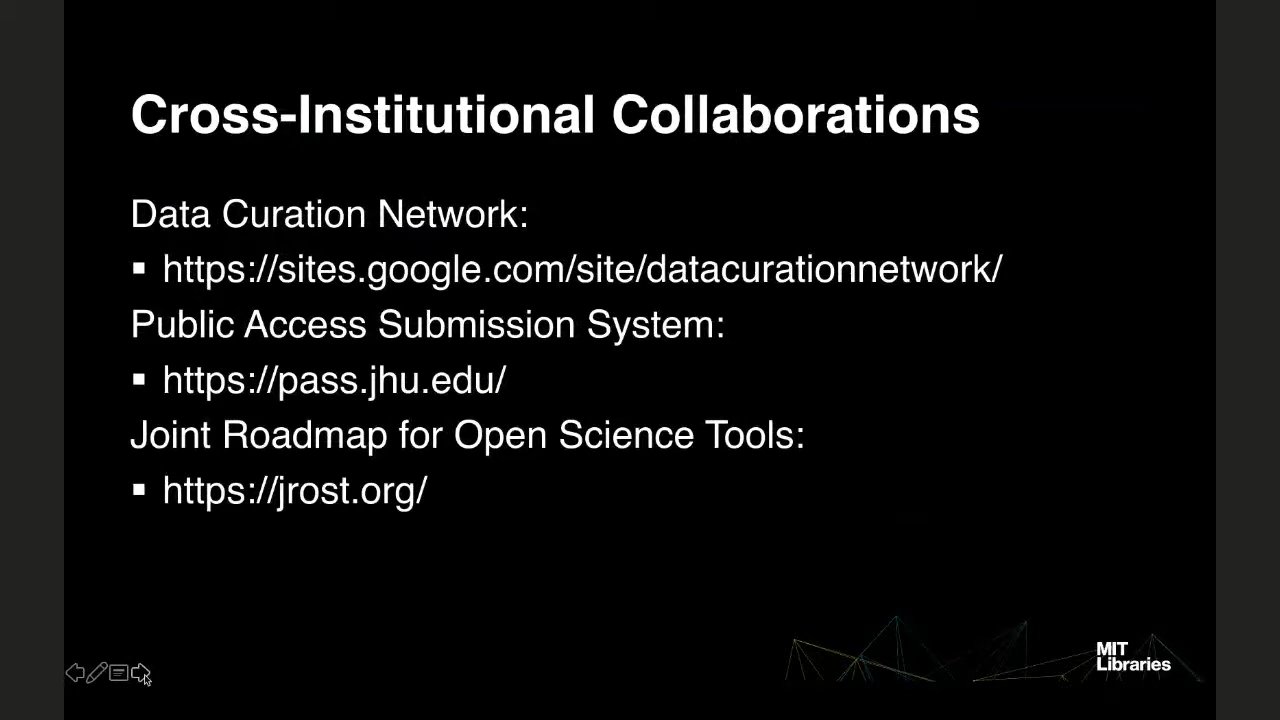 Cross-Institutional Collaborations
Data Curation Network:
▪ https://sites.google.com/site/datacurationnetwork/
Public Access Submission System:
▪ https://pass.jhu.edu/
Joint Roadmap for Open Science Tools:
▪ https://jrost.org/
MIT
Libraries